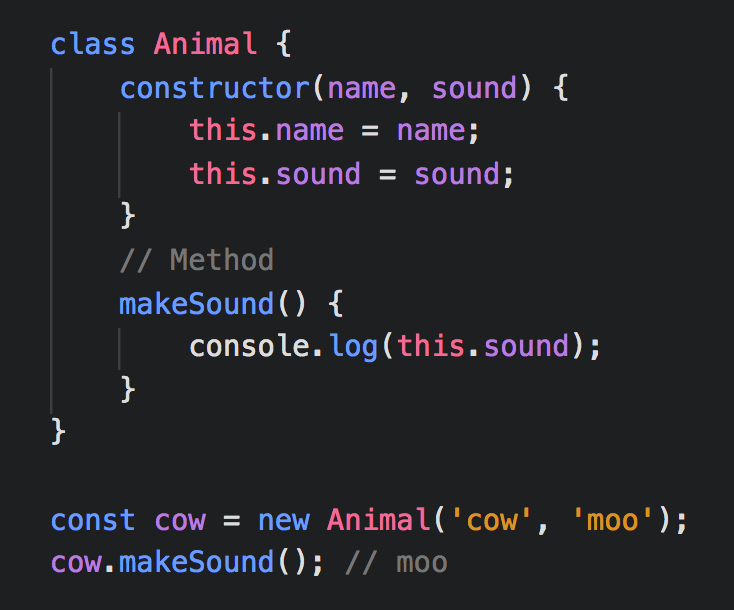 class Animal {
    constructor(name, sound) {
        this.name = name;
        this.sound = sound;
    }
    // Method
    makeSound() {
        console.log(this.sound);
    }
}

const cow = new Animal('cow', 'moo');
cow.makeSound(); // moo